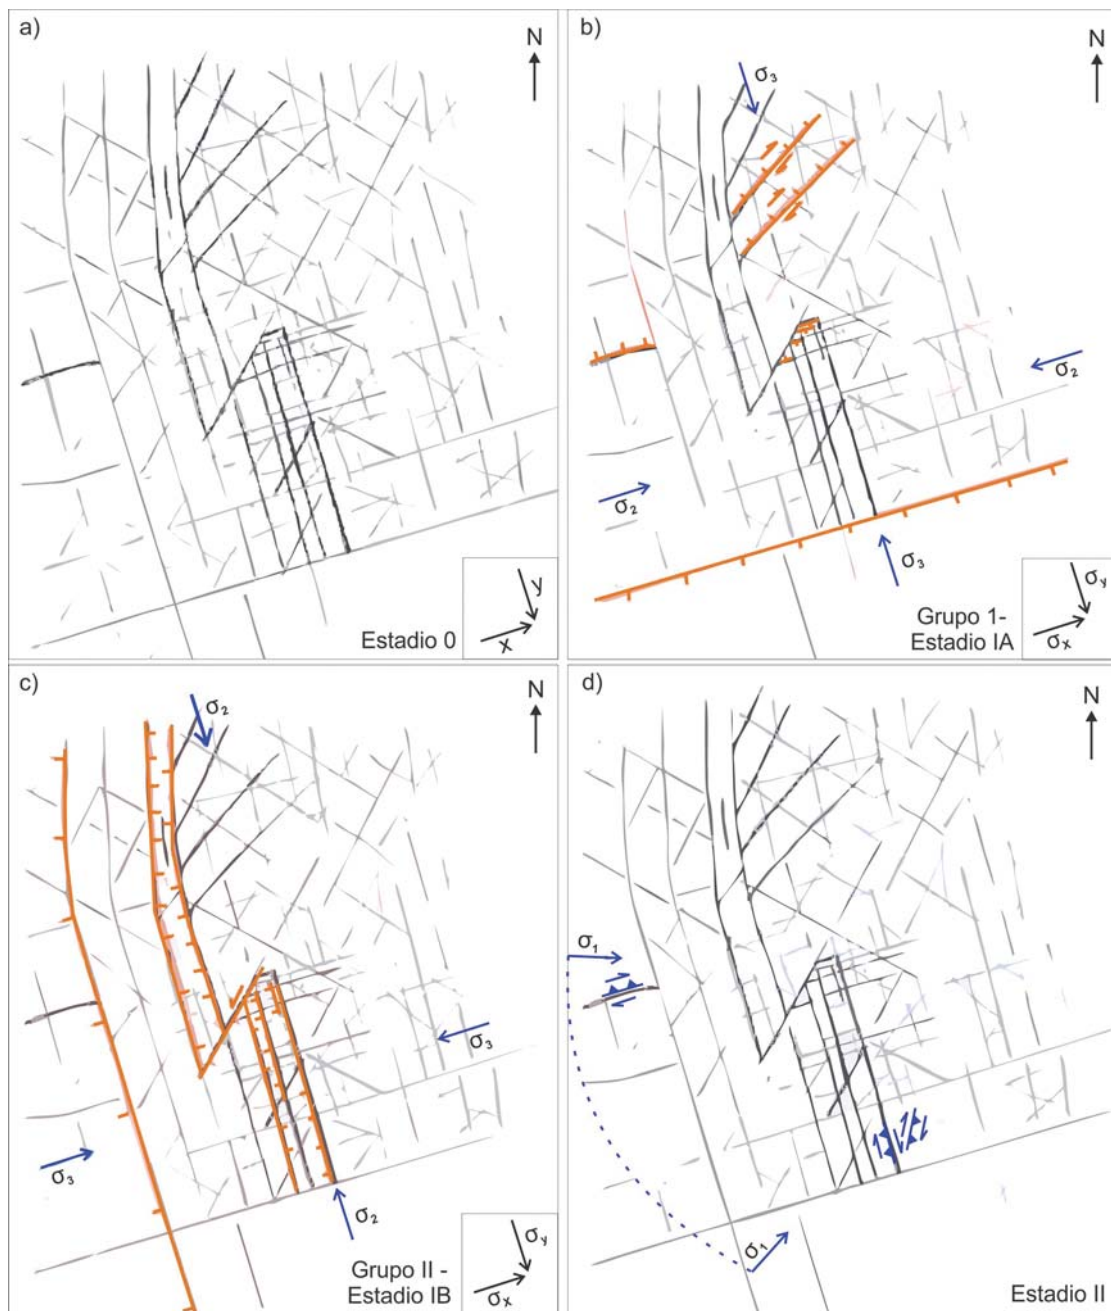 a)
N
Estadio 0
y
x
b)
N
σ₃
σ₂
σ₂
σ₃
Grupo 1-
Estadio IA
σy
σx
c)
N
σ₂
σ₃
σ₃
σ₂
Grupo II -
Estadio IB
σy
σx
d)
N
σ₁
σ₁
Estadio II